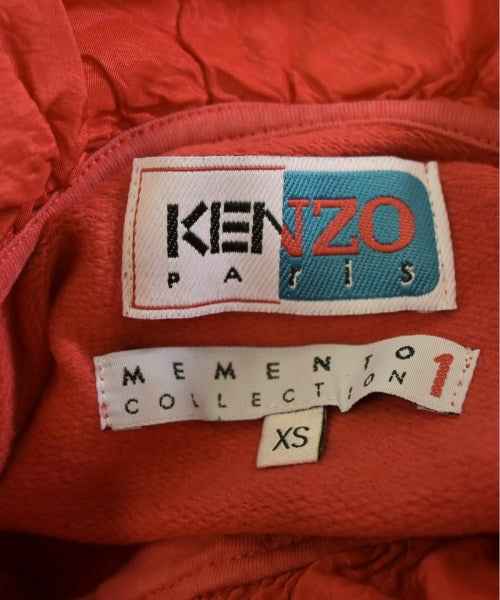 KENZO
PARIS
MEMENTO
COLLECTION 1
XS